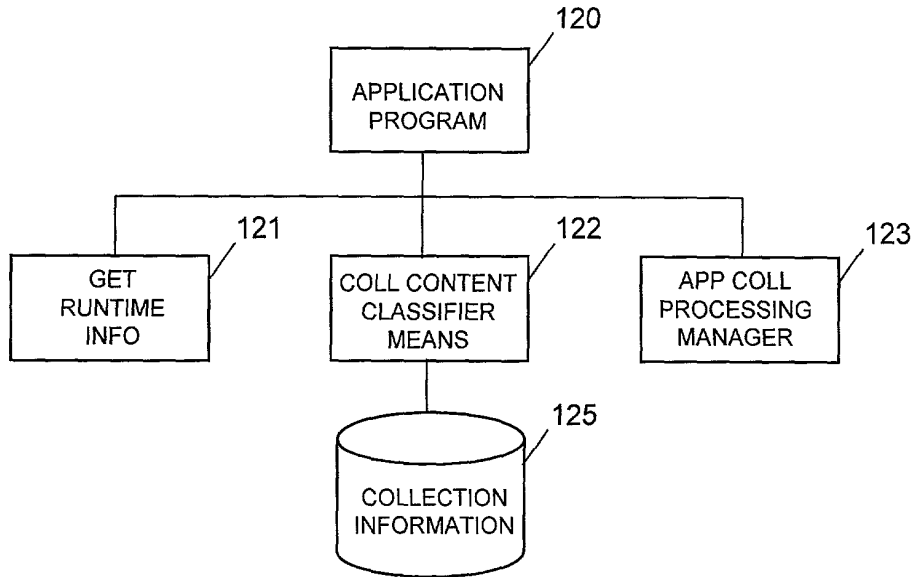 120
APPLICATION
PROGRAM
121
GET
RUNTIME
INFO
122
COLL CONTENT
CLASSIFIER
MEANS
123
APP COLL
PROCESSING
MANAGER
125
COLLECTION
INFORMATION